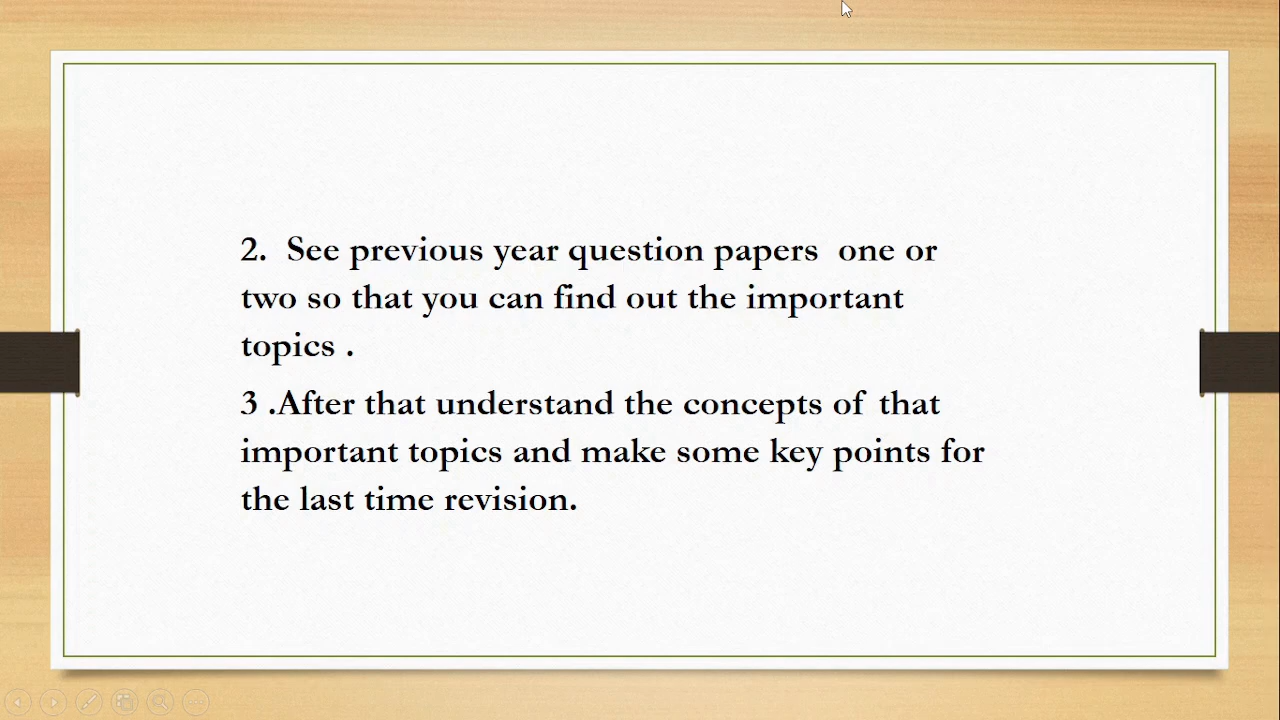 2.  See previous year question papers  one or
two so that you can find out the important
topics .
3 .After that understand the concepts of that
important topics and make some key points for
the last time revision.